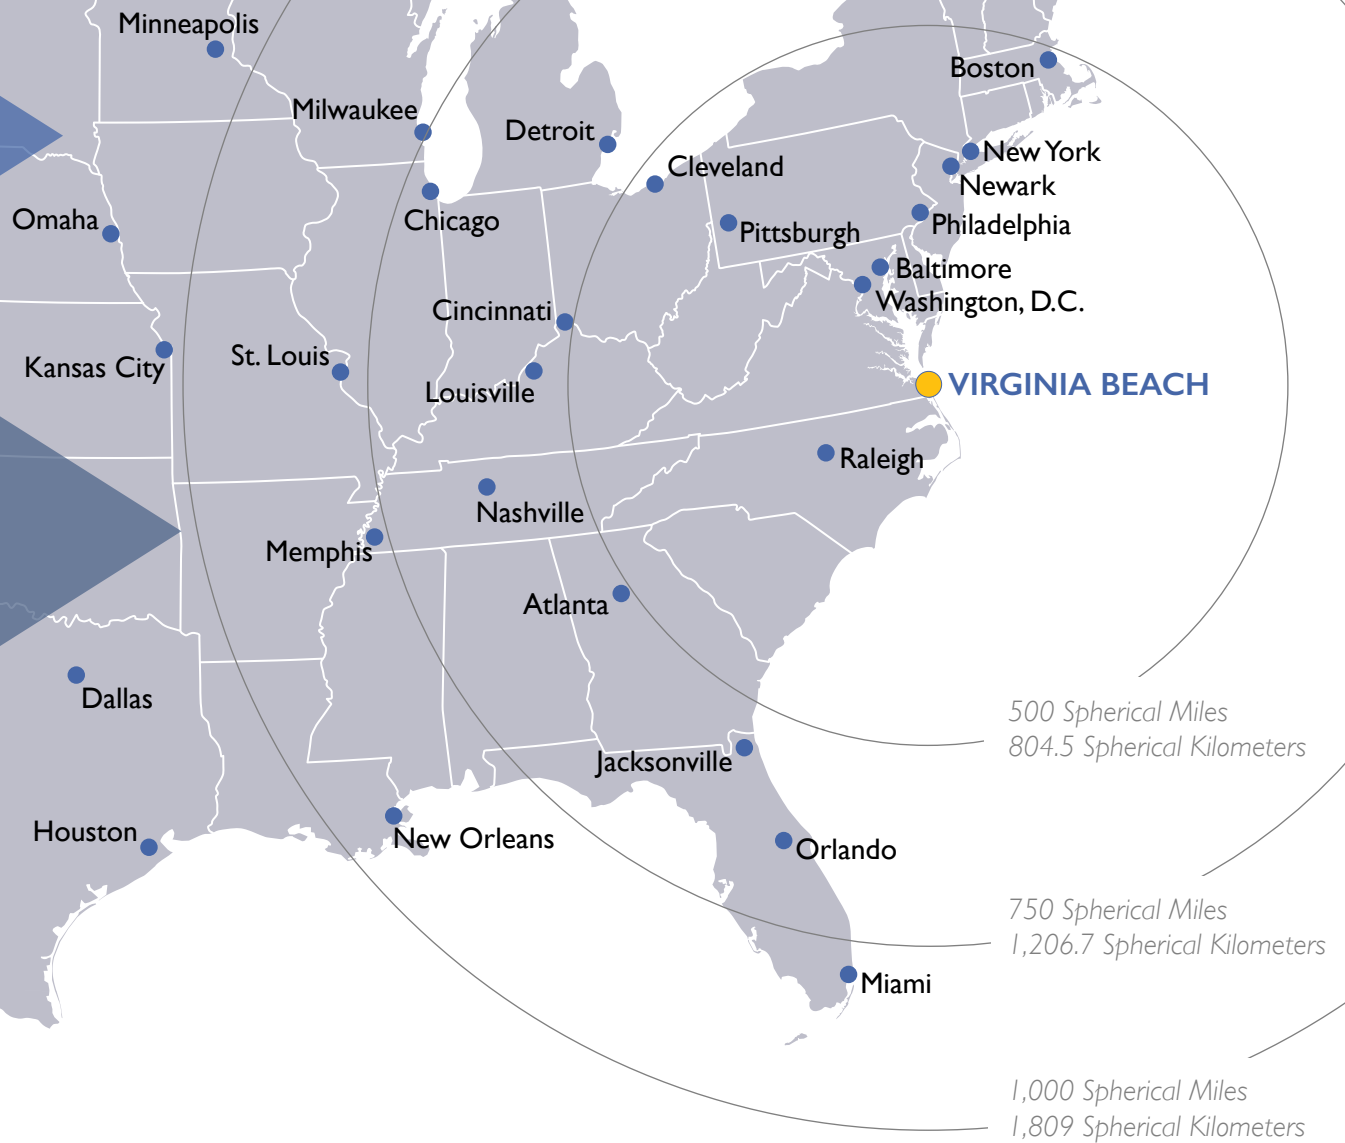 Minneapolis
Boston
Milwaukee
Detroit
New York
Cleveland
Newark
Omaha
Chicago
Philadelphia
Pittsburgh
Baltimore
Washington, D.C.
Cincinnati
St. Louis
Kansas City
VIRGINIA BEACH
Louisville
Raleigh
Nashville
Memphis
Atlanta
Dallas
500 Spherical Miles
804.5 Spherical Kilometers
Jacksonville
Houston
New Orleans
Orlando
750 Spherical Miles
1,206.7 Spherical Kilometers
Miami
1,000 Spherical Miles
1,809 Spherical Kilometers